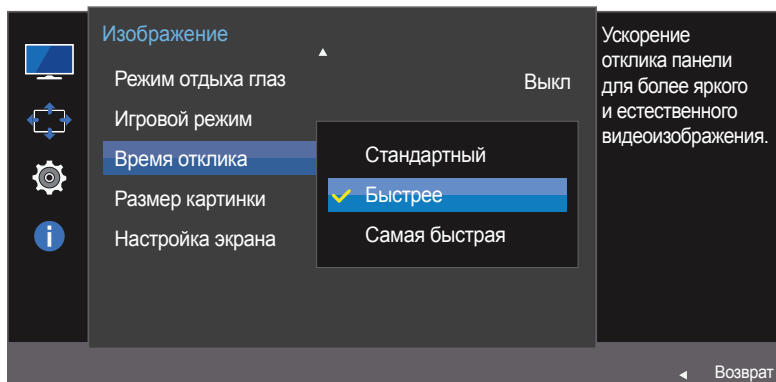 Изображение
Режим отдыха глаз Выкл
Игровой режим
Время отклика
Размер картинки
Настройка экрана
Стандартный
Быстрее
Самая быстрая
Ускорение
отклика панели
для более яркого
и естественного
видеоизображения.
Возврат